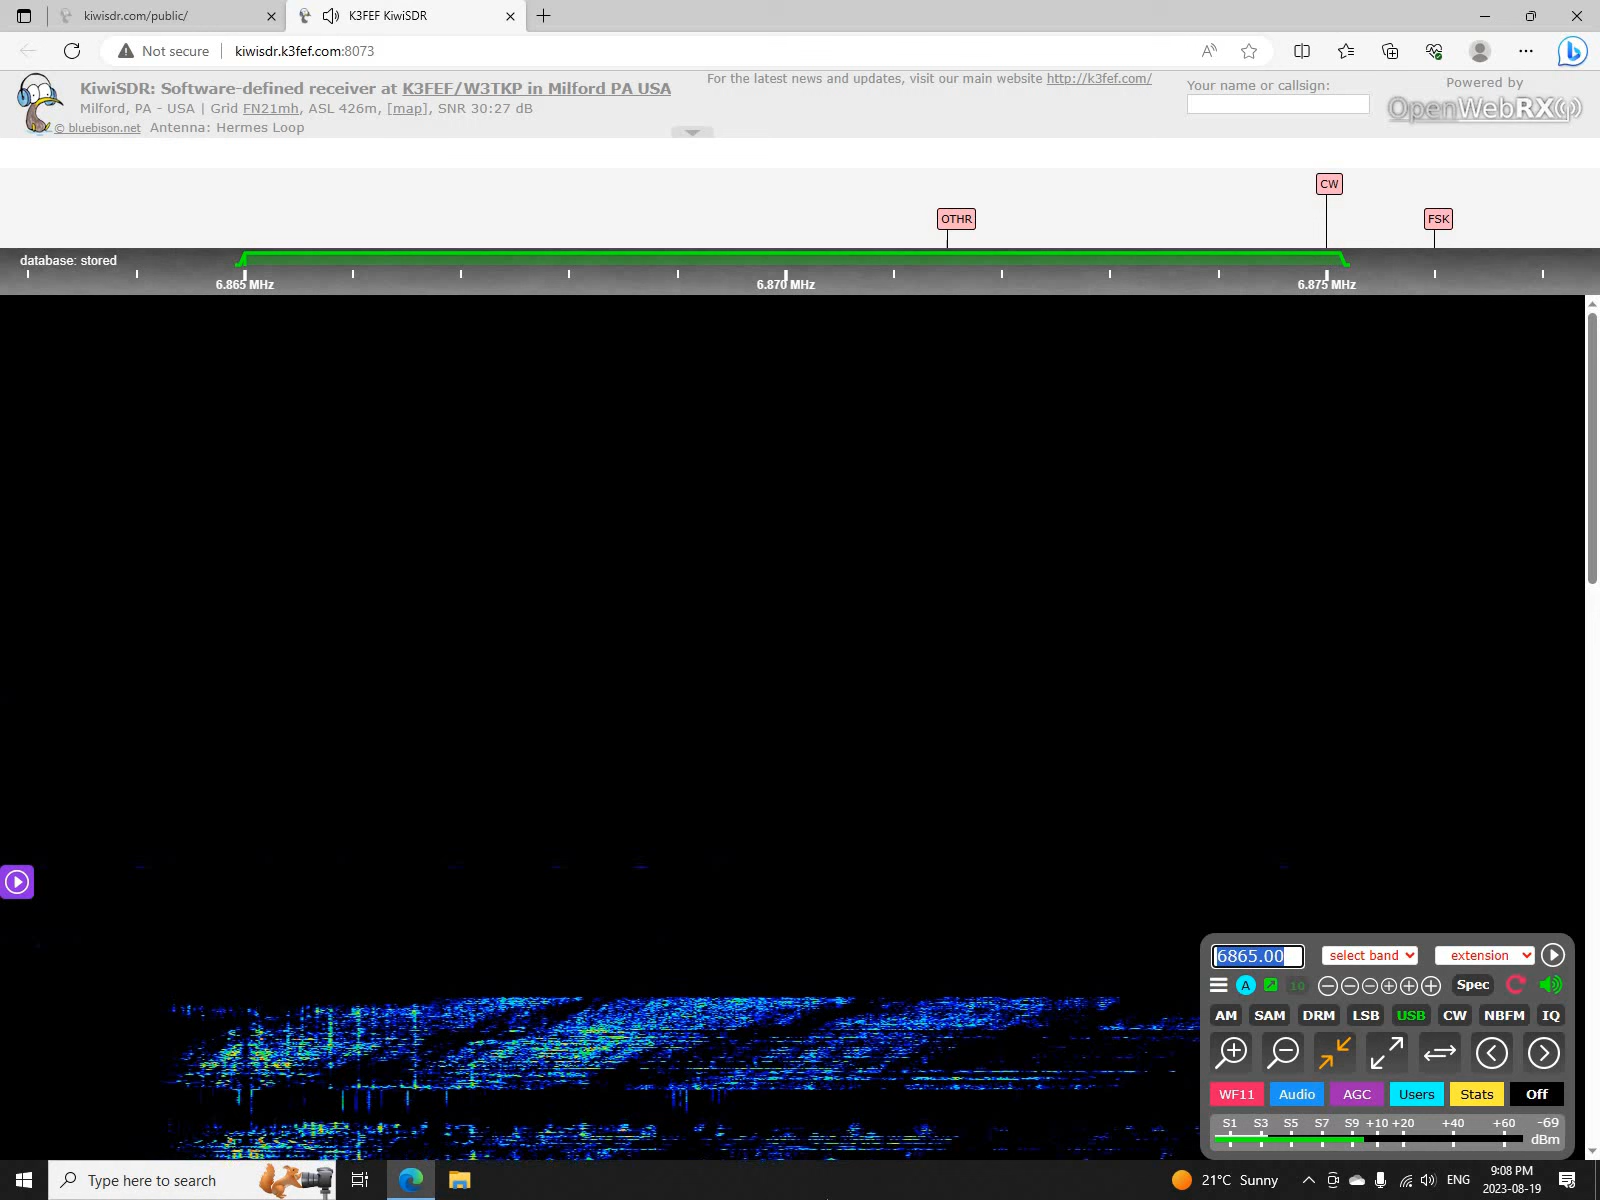 kiwisdr.com/public/
K3FEF KiwiSDR
Not secure
kiwisdr.k3fef.com:8073
KiwiSDR: Software-defined receiver at K3FEF/W3TKP in Milford PA USA
Milford, PA - USA | Grid FN21mh, ASL 426m, [map], SNR 30:27 dB
© bluebison.net Antenna: Hermes Loop
For the latest news and updates, visit our main website http://k3fef.com/
Your name or callsign:
Powered by
OpenWebRX
CW
OTHR
FSK
database: stored
6.865 MHz
6.870 MHz
6.875 MHz
6865.00
select band
extension
A
10
Spec
AM SAM DRM LSB USB CW NBFM IQ
WF11 Audio AGC Users Stats Off
S1 S3 S5 S7 S9 +10 +20 +40 +60 -69
dBm
Type here to search
21°C Sunny
ENG
9:08 PM
2023-08-19